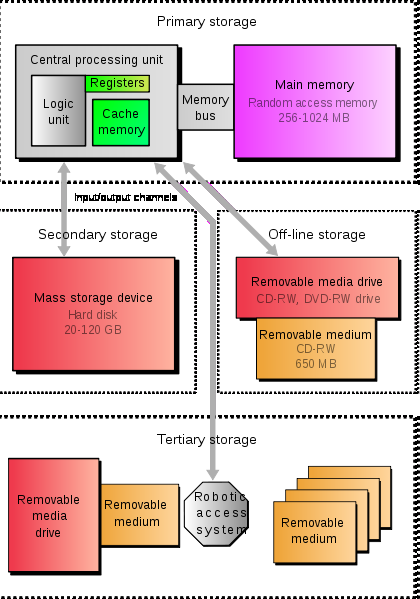 Primary storage
Central processing unit
Registers
Logic
unit
Cache
memory
Memory
bus
Main memory
Random access memory
256-1024 MB
Input/output channels
Secondary storage
Off-line storage
Mass storage device
Hard disk
20-120 GB
Removable media drive
CD-RW, DVD-RW drive
Removable medium
CD-RW
650 MB
Tertiary storage
Removable
media
drive
Removable
medium
Robotic
access
system
Removable
medium